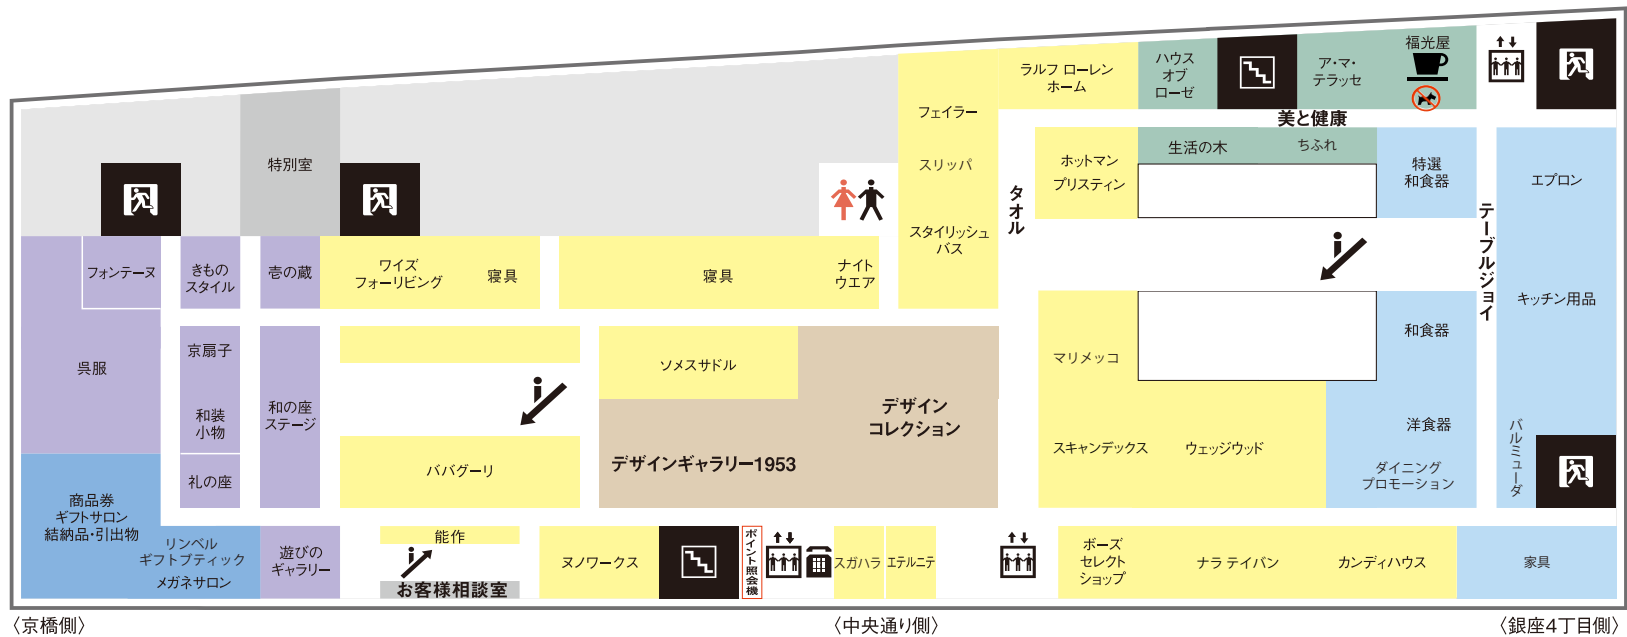 福光屋
ハウス
オブ
ローゼ
ア・マ・
テラッセ
ラルフ ローレン
ホーム
美と健康
フェイラー
スリッパ
スタイリッシュ
バス
タオル
ホットマン
プリスティン
生活の木
ちふれ
特選
和食器
テーブルジョイ
エプロン
キッチン用品
特別室
フォンテーヌ
きもの
スタイル
壱の蔵
ワイズ
フォーリビング
寝具
寝具
ナイト
ウエア
呉服
京扇子
和装
小物
礼の座
和の座
ステージ
ソメスサドル
デザイン
コレクション
デザインギャラリー1953
ババグーリ
マリメッコ
スキャンデックス
ウェッジウッド
和食器
洋食器
ダイニング
プロモーション
バルミューダ
商品券
ギフトサロン
結納品・引出物
リンベル
ギフトブティック
メガネサロン
遊びの
ギャラリー
能作
お客様相談室
ヌノワークス
ポイント照会機
スガハラ
エテルニテ
ボーズ
セレクト
ショップ
ナラ テイバン
カンディハウス
家具
〈京橋側〉
〈中央通り側〉
〈銀座4丁目側〉